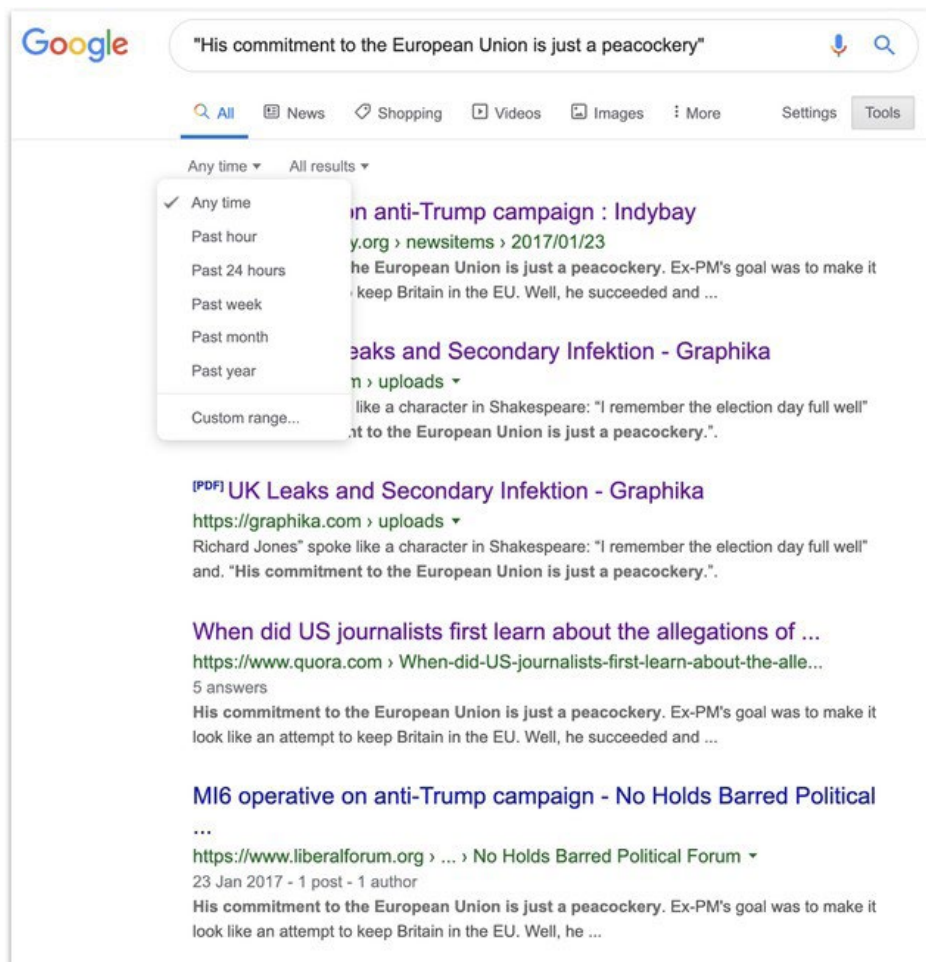 Google
"His commitment to the European Union is just a peacockery"
All News Shopping Videos Images More Settings Tools
Any time All results
Any time
Past hour
Past 24 hours
Past week
Past month
Past year
Custom range...
on anti-Trump campaign : Indybay
y.org › newsitems › 2017/01/23
he European Union is just a peacockery. Ex-PM's goal was to make it
keep Britain in the EU. Well, he succeeded and ...
eaks and Secondary Infektion - Graphika
m › uploads
like a character in Shakespeare: “I remember the election day full well”
nt to the European Union is just a peacockery.”.
[PDF] UK Leaks and Secondary Infektion - Graphika
https://graphika.com › uploads
Richard Jones” spoke like a character in Shakespeare: “I remember the election day full well”
and. “His commitment to the European Union is just a peacockery.”.
When did US journalists first learn about the allegations of ...
https://www.quora.com › When-did-US-journalists-first-learn-about-the-alle...
5 answers
His commitment to the European Union is just a peacockery. Ex-PM's goal was to make it
look like an attempt to keep Britain in the EU. Well, he succeeded and ...
MI6 operative on anti-Trump campaign - No Holds Barred Political
...
https://www.liberalforum.org › ... › No Holds Barred Political Forum
23 Jan 2017 - 1 post - 1 author
His commitment to the European Union is just a peacockery. Ex-PM's goal was to make it
look like an attempt to keep Britain in the EU. Well, he ...